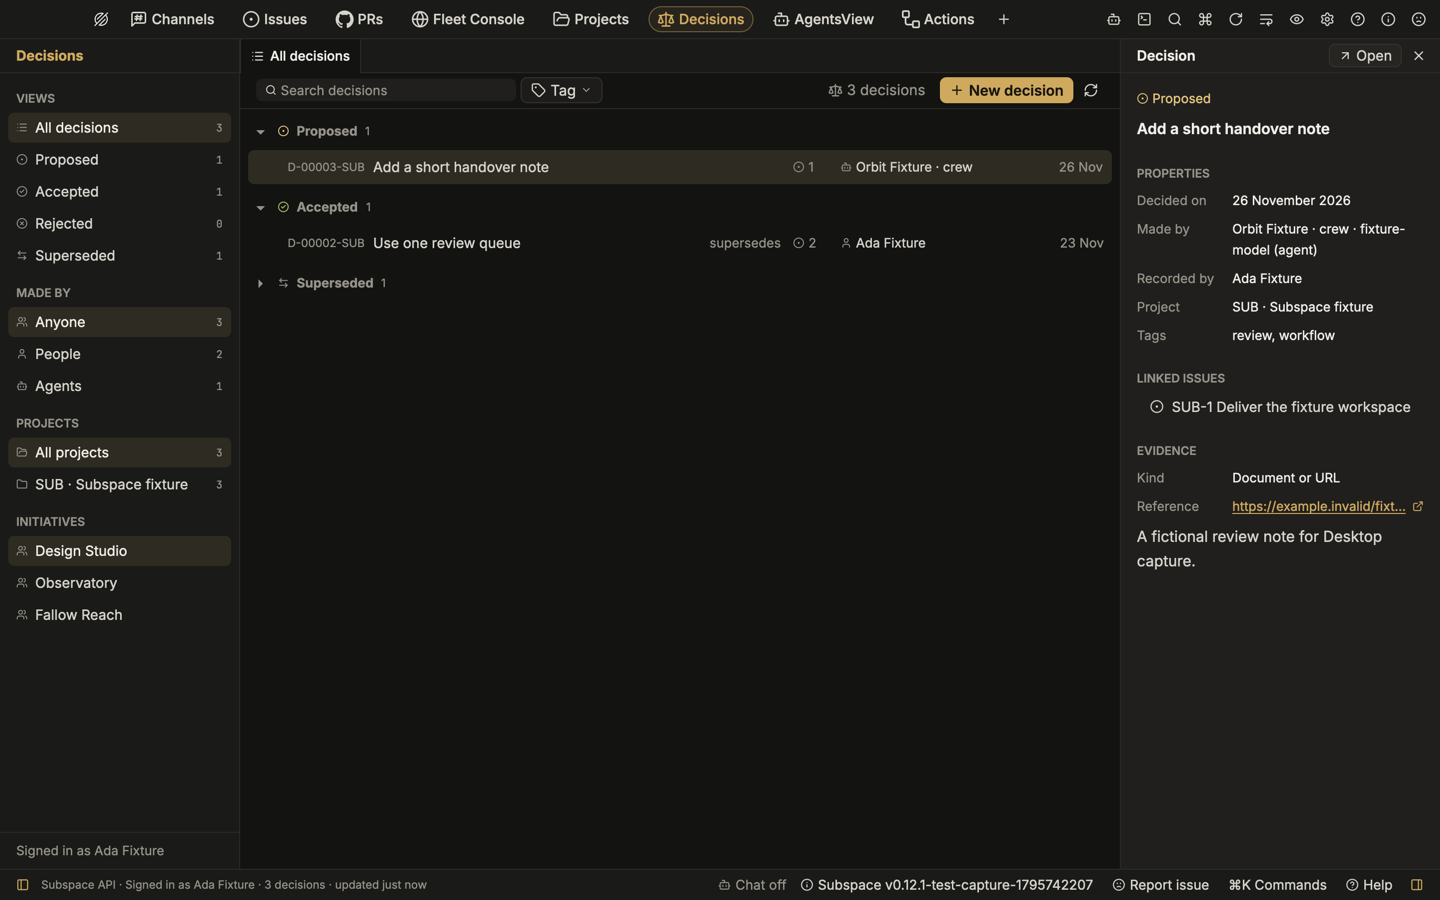 Channels Issues PRs Fleet Console Projects Decisions AgentsView Actions
Decisions
VIEWS
All decisions 3
Proposed 1
Accepted 1
Rejected 0
Superseded 1
MADE BY
Anyone 3
People 2
Agents 1
PROJECTS
All projects 3
SUB · Subspace fixture 3
INITIATIVES
Design Studio
Observatory
Fallow Reach
Signed in as Ada Fixture
All decisions
Search decisions Tag 3 decisions + New decision
Proposed 1
D-00003-SUB Add a short handover note 1 Orbit Fixture · crew 26 Nov
Accepted 1
D-00002-SUB Use one review queue supersedes 2 Ada Fixture 23 Nov
Superseded 1
Decision Open
Proposed
Add a short handover note
PROPERTIES
Decided on 26 November 2026
Made by Orbit Fixture · crew · fixture-
model (agent)
Recorded by Ada Fixture
Project SUB · Subspace fixture
Tags review, workflow
LINKED ISSUES
SUB-1 Deliver the fixture workspace
EVIDENCE
Kind Document or URL
Reference https://example.invalid/fixt...
A fictional review note for Desktop
capture.
Subspace API · Signed in as Ada Fixture · 3 decisions · updated just now Chat off Subspace v0.12.1-test-capture-1795742207 Report issue ⌘K Commands Help